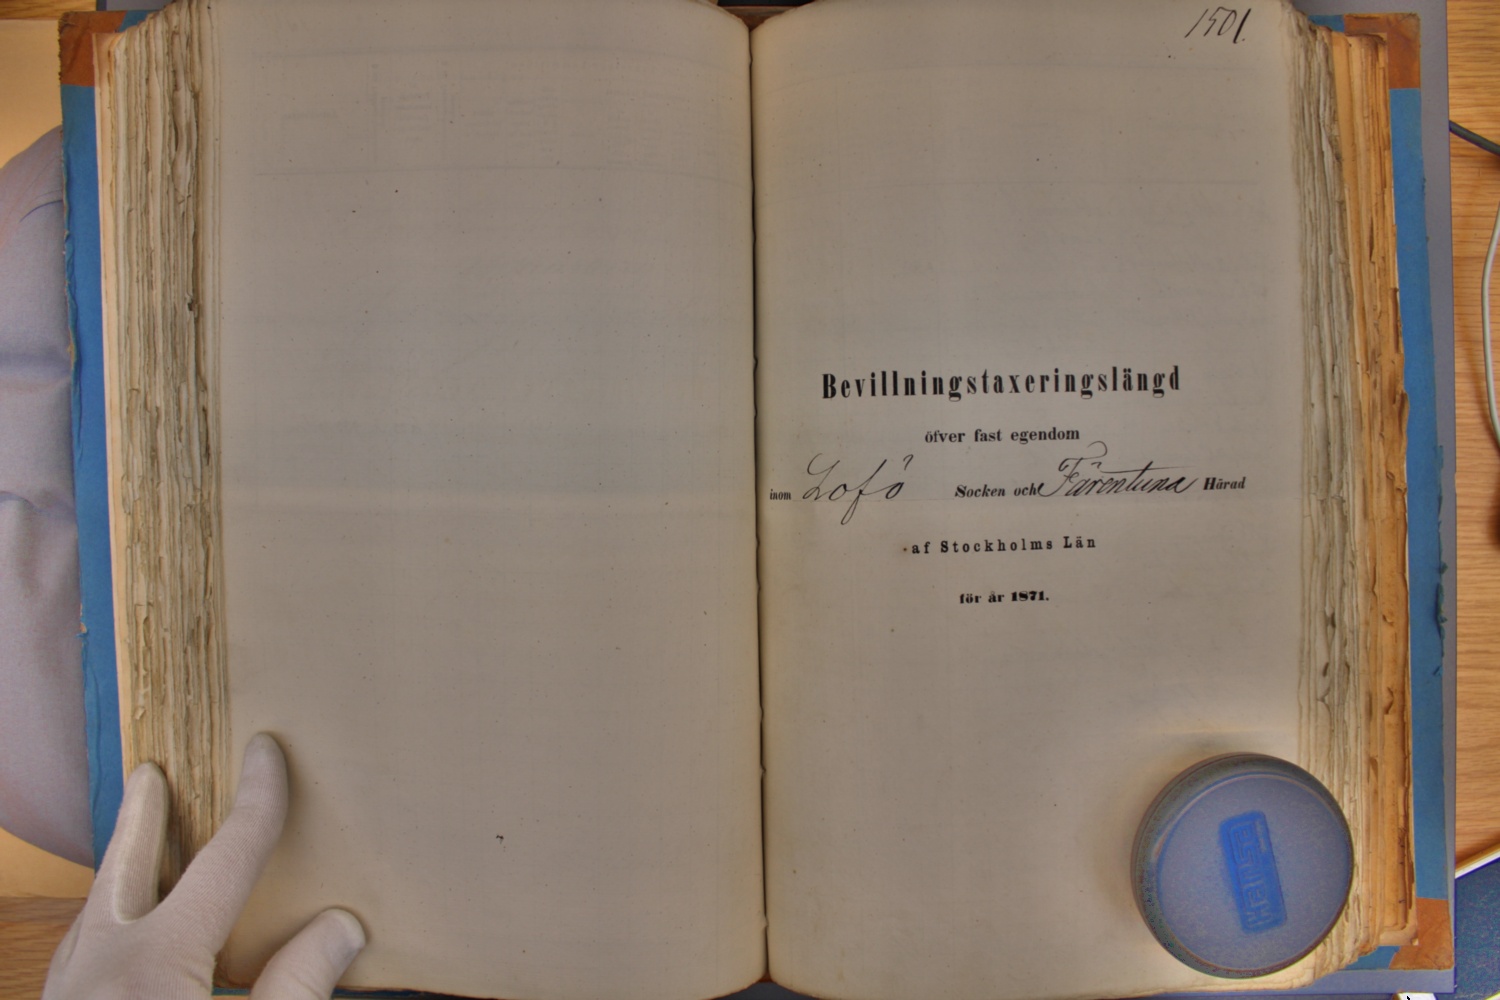 1501.
Bevillningstaxeringslängd
öfver fast egendom
inom Lofö Socken och Färentuna Härad
af Stockholms Län
för år 1871.